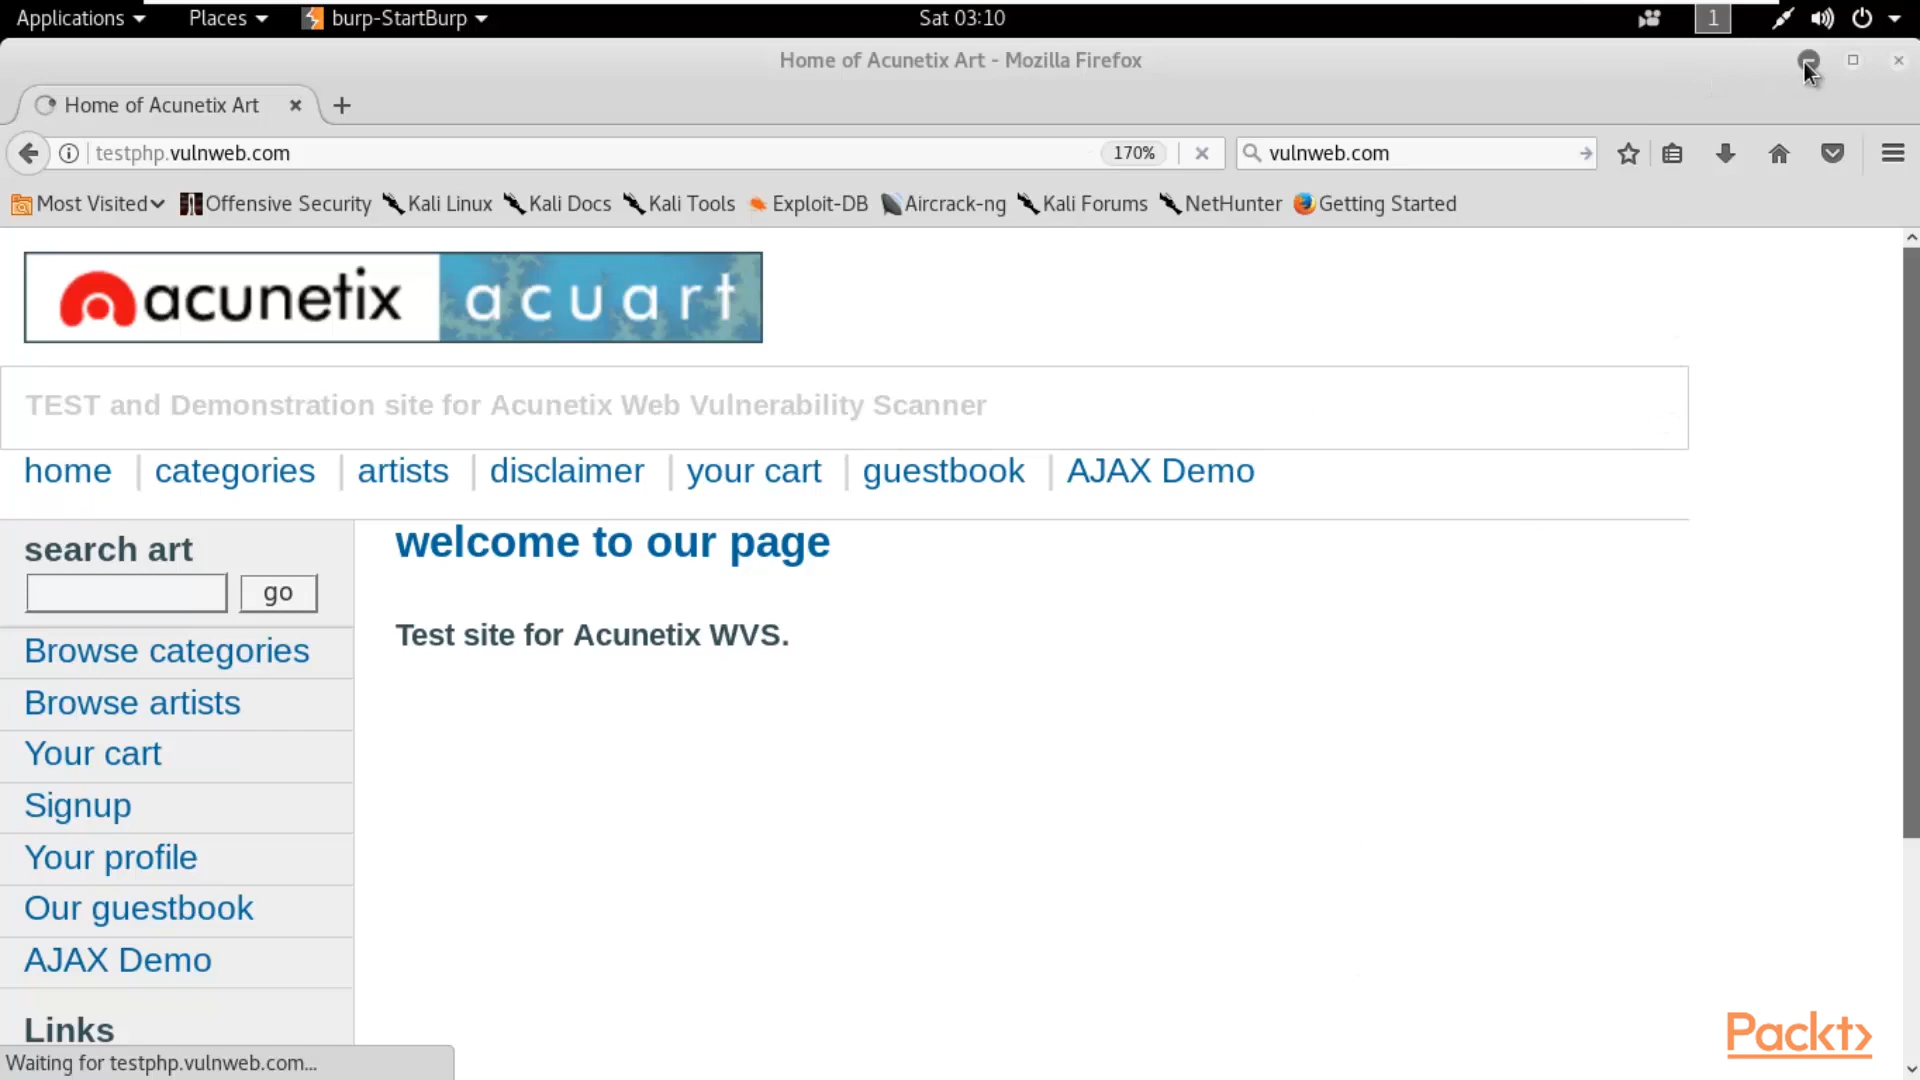 Applications Places burp-StartBurp Sat 03:10 1
Home of Acunetix Art - Mozilla Firefox
Home of Acunetix Art
testphp.vulnweb.com 170% vulnweb.com
Most Visited Offensive Security Kali Linux Kali Docs Kali Tools Exploit-DB Aircrack-ng Kali Forums NetHunter Getting Started
acunetix acuart
TEST and Demonstration site for Acunetix Web Vulnerability Scanner
home categories artists disclaimer your cart guestbook AJAX Demo
search art
go
welcome to our page
Test site for Acunetix WVS.
Browse categories
Browse artists
Your cart
Signup
Your profile
Our guestbook
AJAX Demo
Links
Packt>
Waiting for testphp.vulnweb.com...